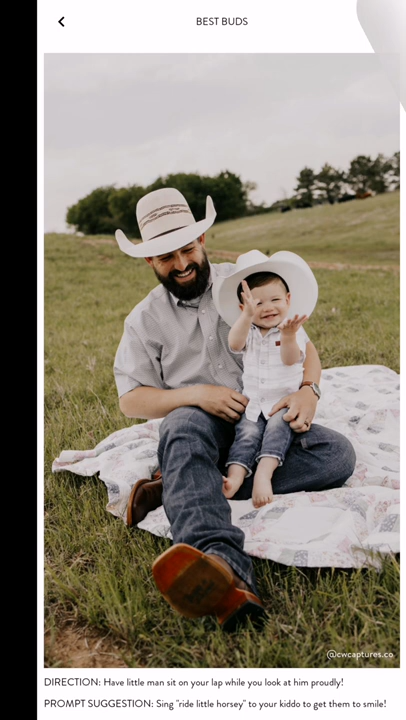 BEST BUDS
@cwcaptures.co
DIRECTION: Have little man sit on your lap while you look at him proudly!
PROMPT SUGGESTION: Sing "ride little horsey" to your kiddo to get them to smile!